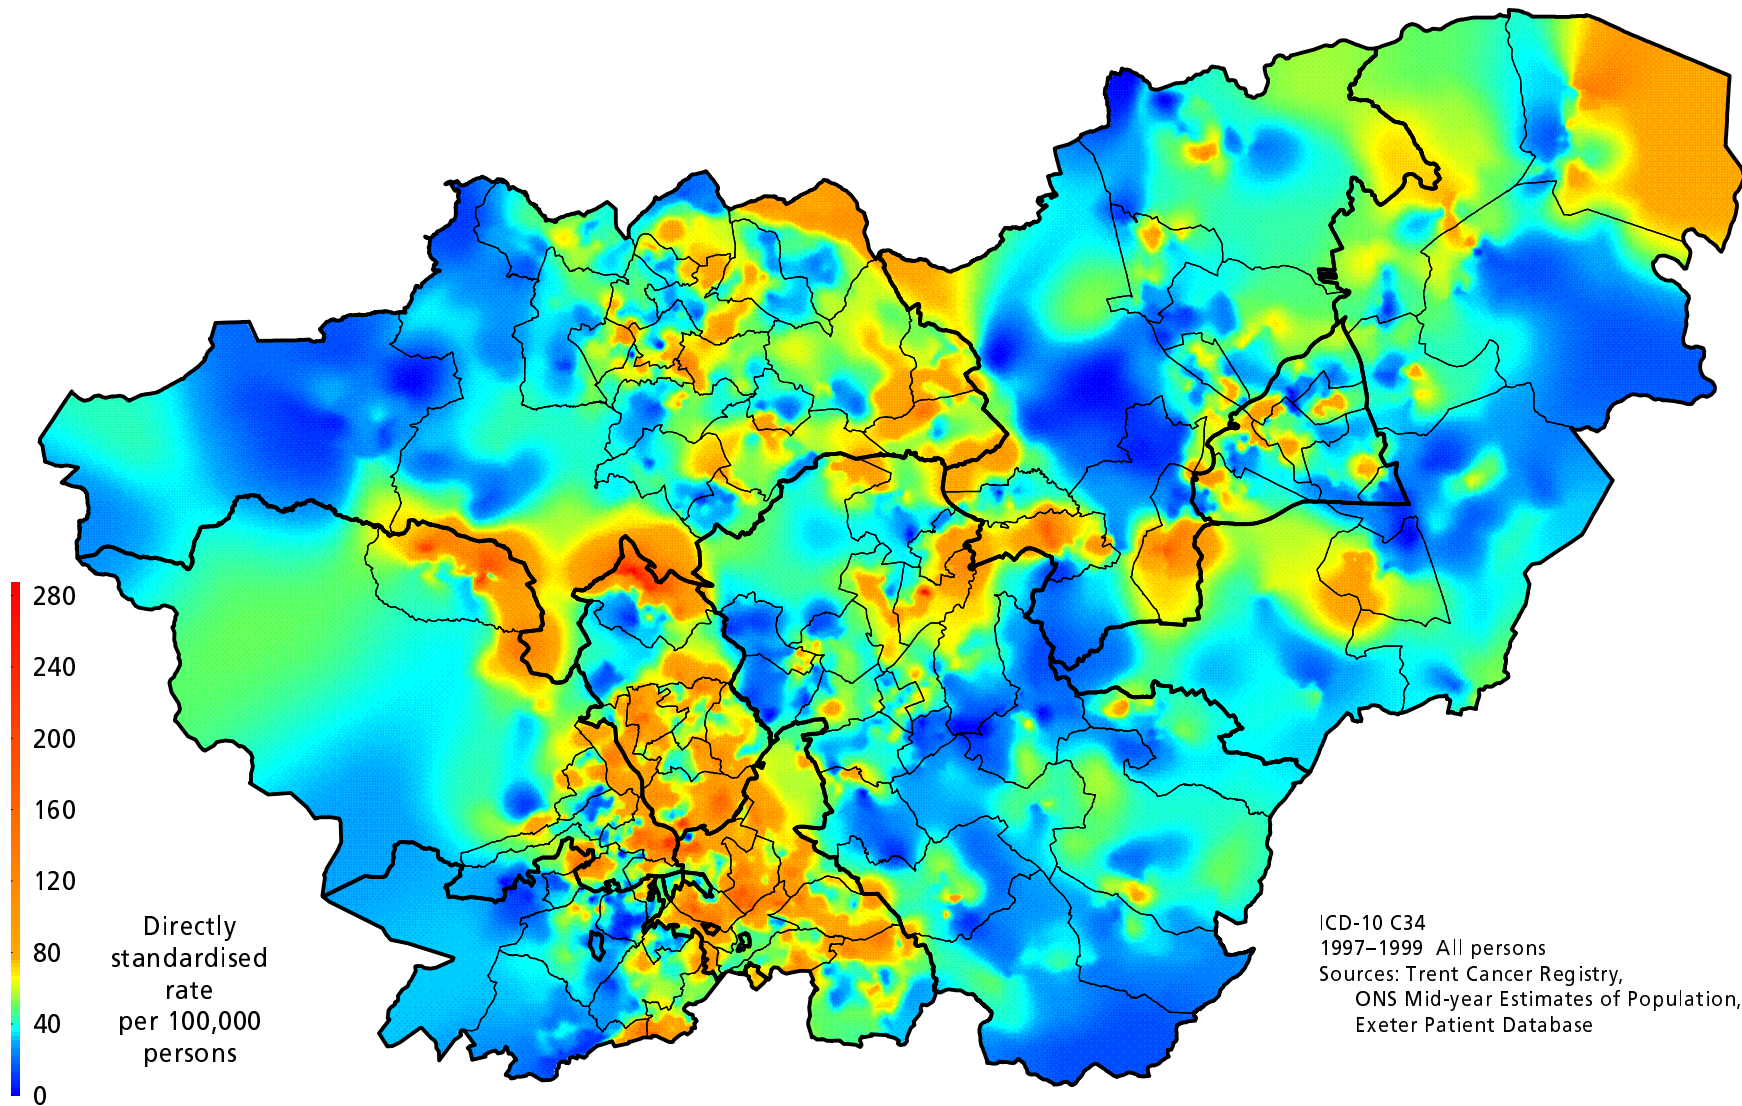 280
240
200
160
120
80
40
0
Directly
standardised
rate
per 100,000
persons
ICD-10 C34
1997–1999 All persons
Sources: Trent Cancer Registry,
ONS Mid-year Estimates of Population,
Exeter Patient Database